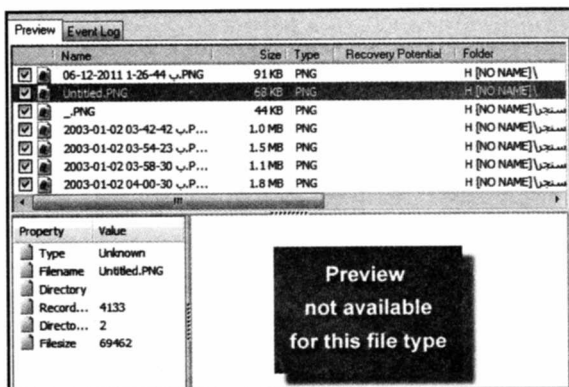 Preview Event Log
Name Size Type Recovery Potential Folder
06-12-2011 1-26-44 ب.PNG 91 KB PNG H [NO NAME]\
Untitled.PNG 68 KB PNG H [NO NAME]\
_.PNG 44 KB PNG H [NO NAME]\سنجر
2003-01-02 03-42-42 ب.P... 1.0 MB PNG H [NO NAME]\سنجر
2003-01-02 03-54-23 ب.P... 1.5 MB PNG H [NO NAME]\سنجر
2003-01-02 03-58-30 ب.P... 1.1 MB PNG H [NO NAME]\سنجر
2003-01-02 04-00-30 ب.P... 1.8 MB PNG H [NO NAME]\سنجر
Property Value
Type Unknown
Filename Untitled.PNG
Directory
Record... 4133
Directo... 2
Filesize 69462
Preview
not available
for this file type